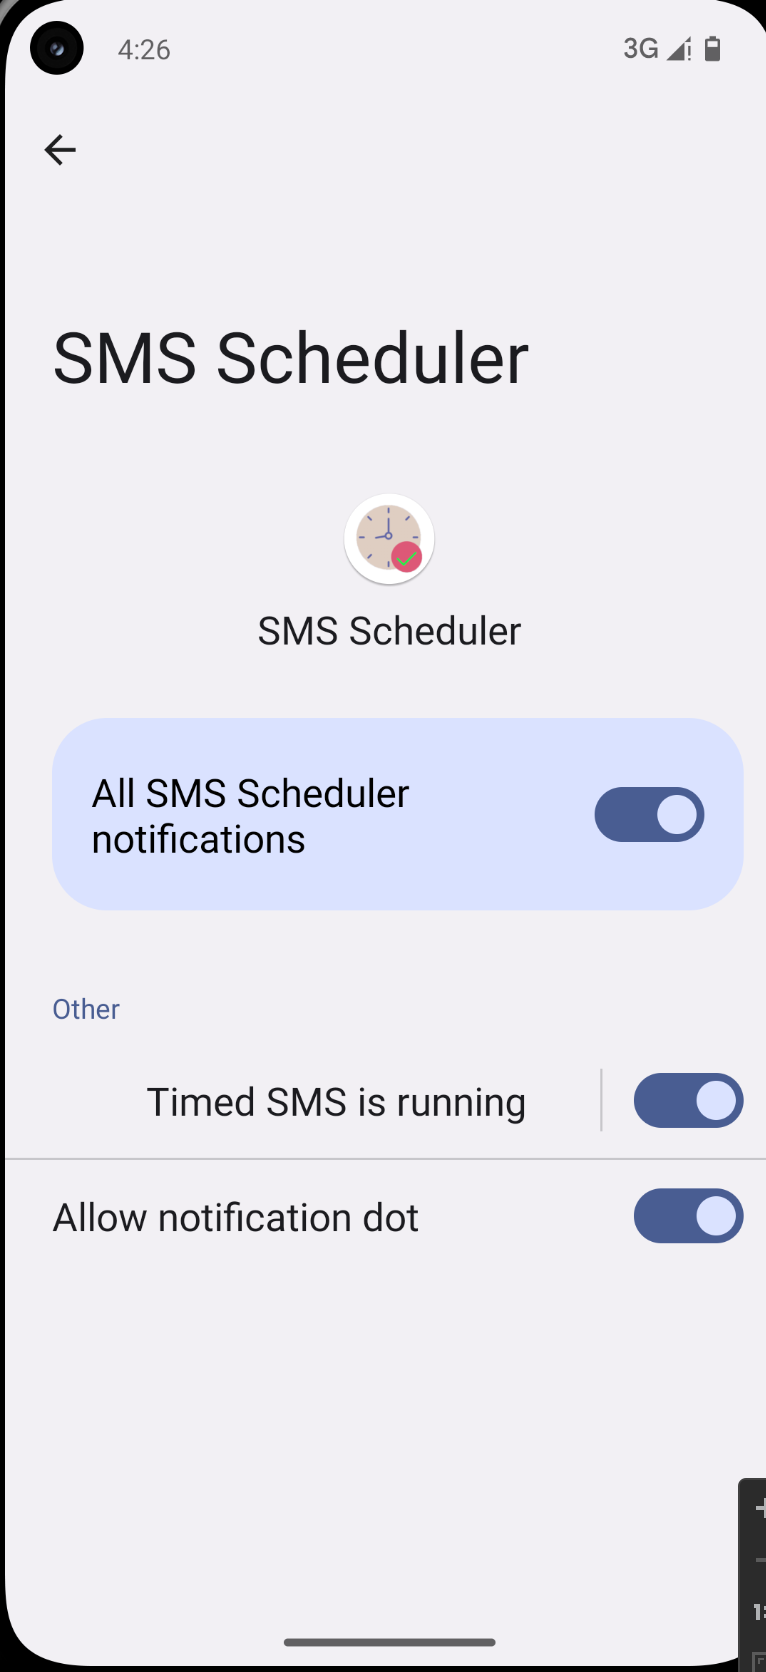 4:26
3G
SMS Scheduler
SMS Scheduler
All SMS Scheduler
notifications
Other
Timed SMS is running
Allow notification dot